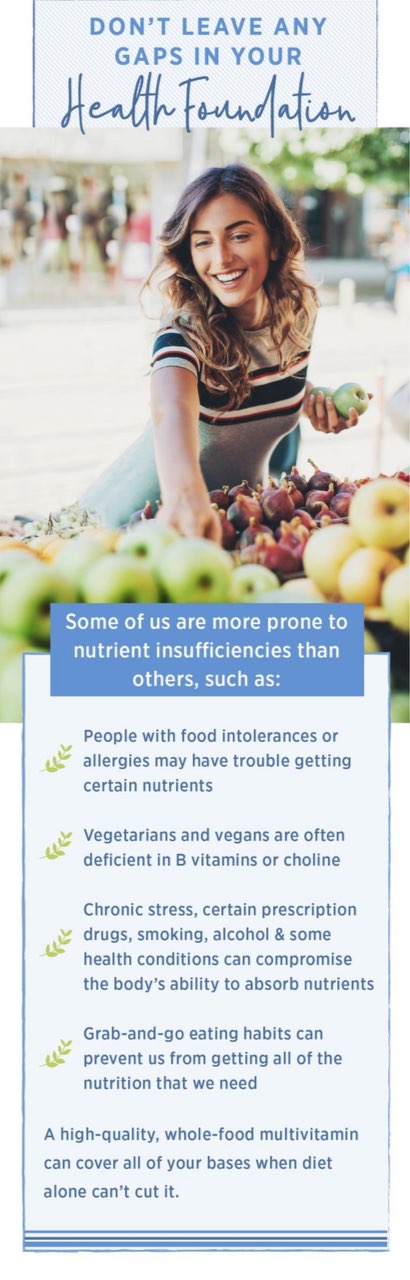 DON'T LEAVE ANY
GAPS IN YOUR
Health Foundation
Some of us are more prone to
nutrient insufficiencies than
others, such as:
People with food intolerances or
allergies may have trouble getting
certain nutrients
Vegetarians and vegans are often
deficient in B vitamins or choline
Chronic stress, certain prescription
drugs, smoking, alcohol & some
health conditions can compromise
the body's ability to absorb nutrients
Grab-and-go eating habits can
prevent us from getting all of the
nutrition that we need
A high-quality, whole-food multivitamin
can cover all of your bases when diet
alone can't cut it.